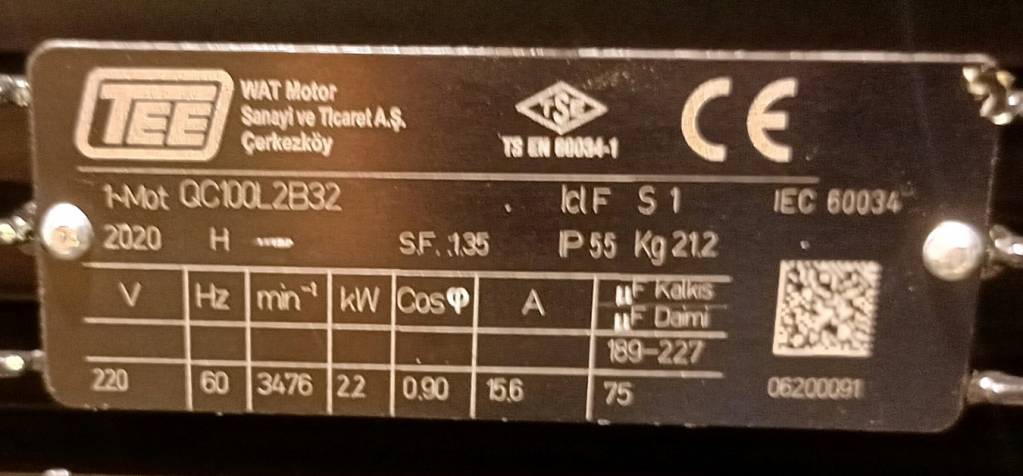 TEE
WAT Motor
Sanayi ve Ticaret A.Ş.
Çerkezköy
TSE
TS EN 60034-1
CE
1~Mot QC100L2B32 Icl F S 1 IEC 60034
2020 H ---- S.F. :1.35 IP 55 Kg 21.2
V Hz min⁻¹ kW Cosφ A µF Kalkış
µF Daimi
189-227
220 60 3476 2.2 0.90 15.6 75
06200091